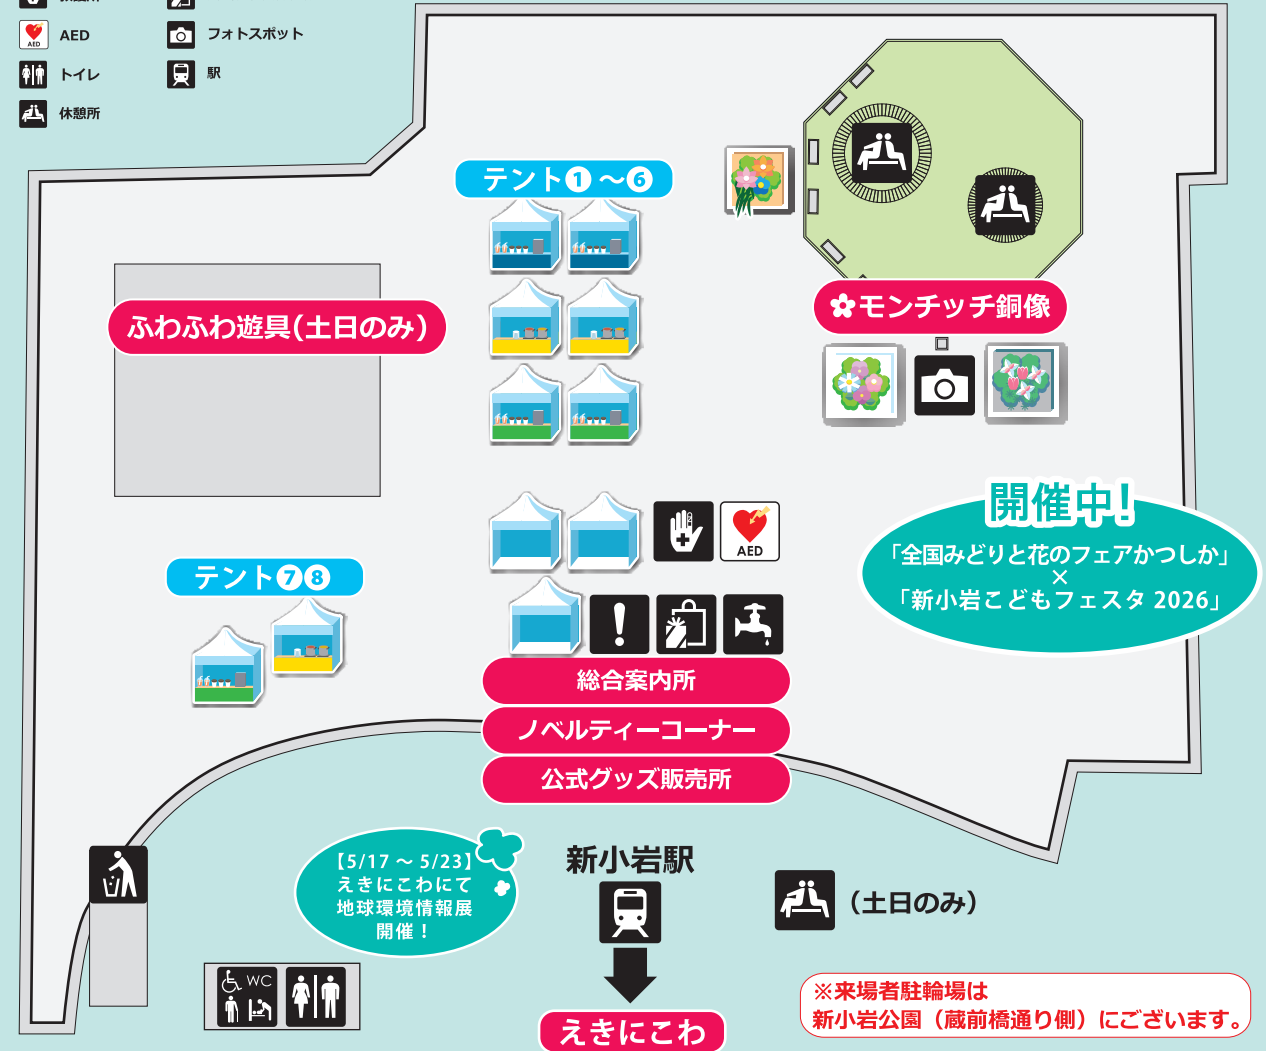 AED
AED
フォトスポット
トイレ
駅
休憩所
テント❶～❻
ふわふわ遊具(土日のみ)
モンチッチ銅像
開催中!
「全国みどりと花のフェアかつしか」
×
「新小岩こどもフェスタ 2026」
AED
テント❼❽
総合案内所
ノベルティーコーナー
公式グッズ販売所
【5/17 ～ 5/23】
えきにこわにて
地球環境情報展
開催！
新小岩駅
(土日のみ)
WC
えきにこわ
※来場者駐輪場は
新小岩公園（蔵前橋通り側）にございます。